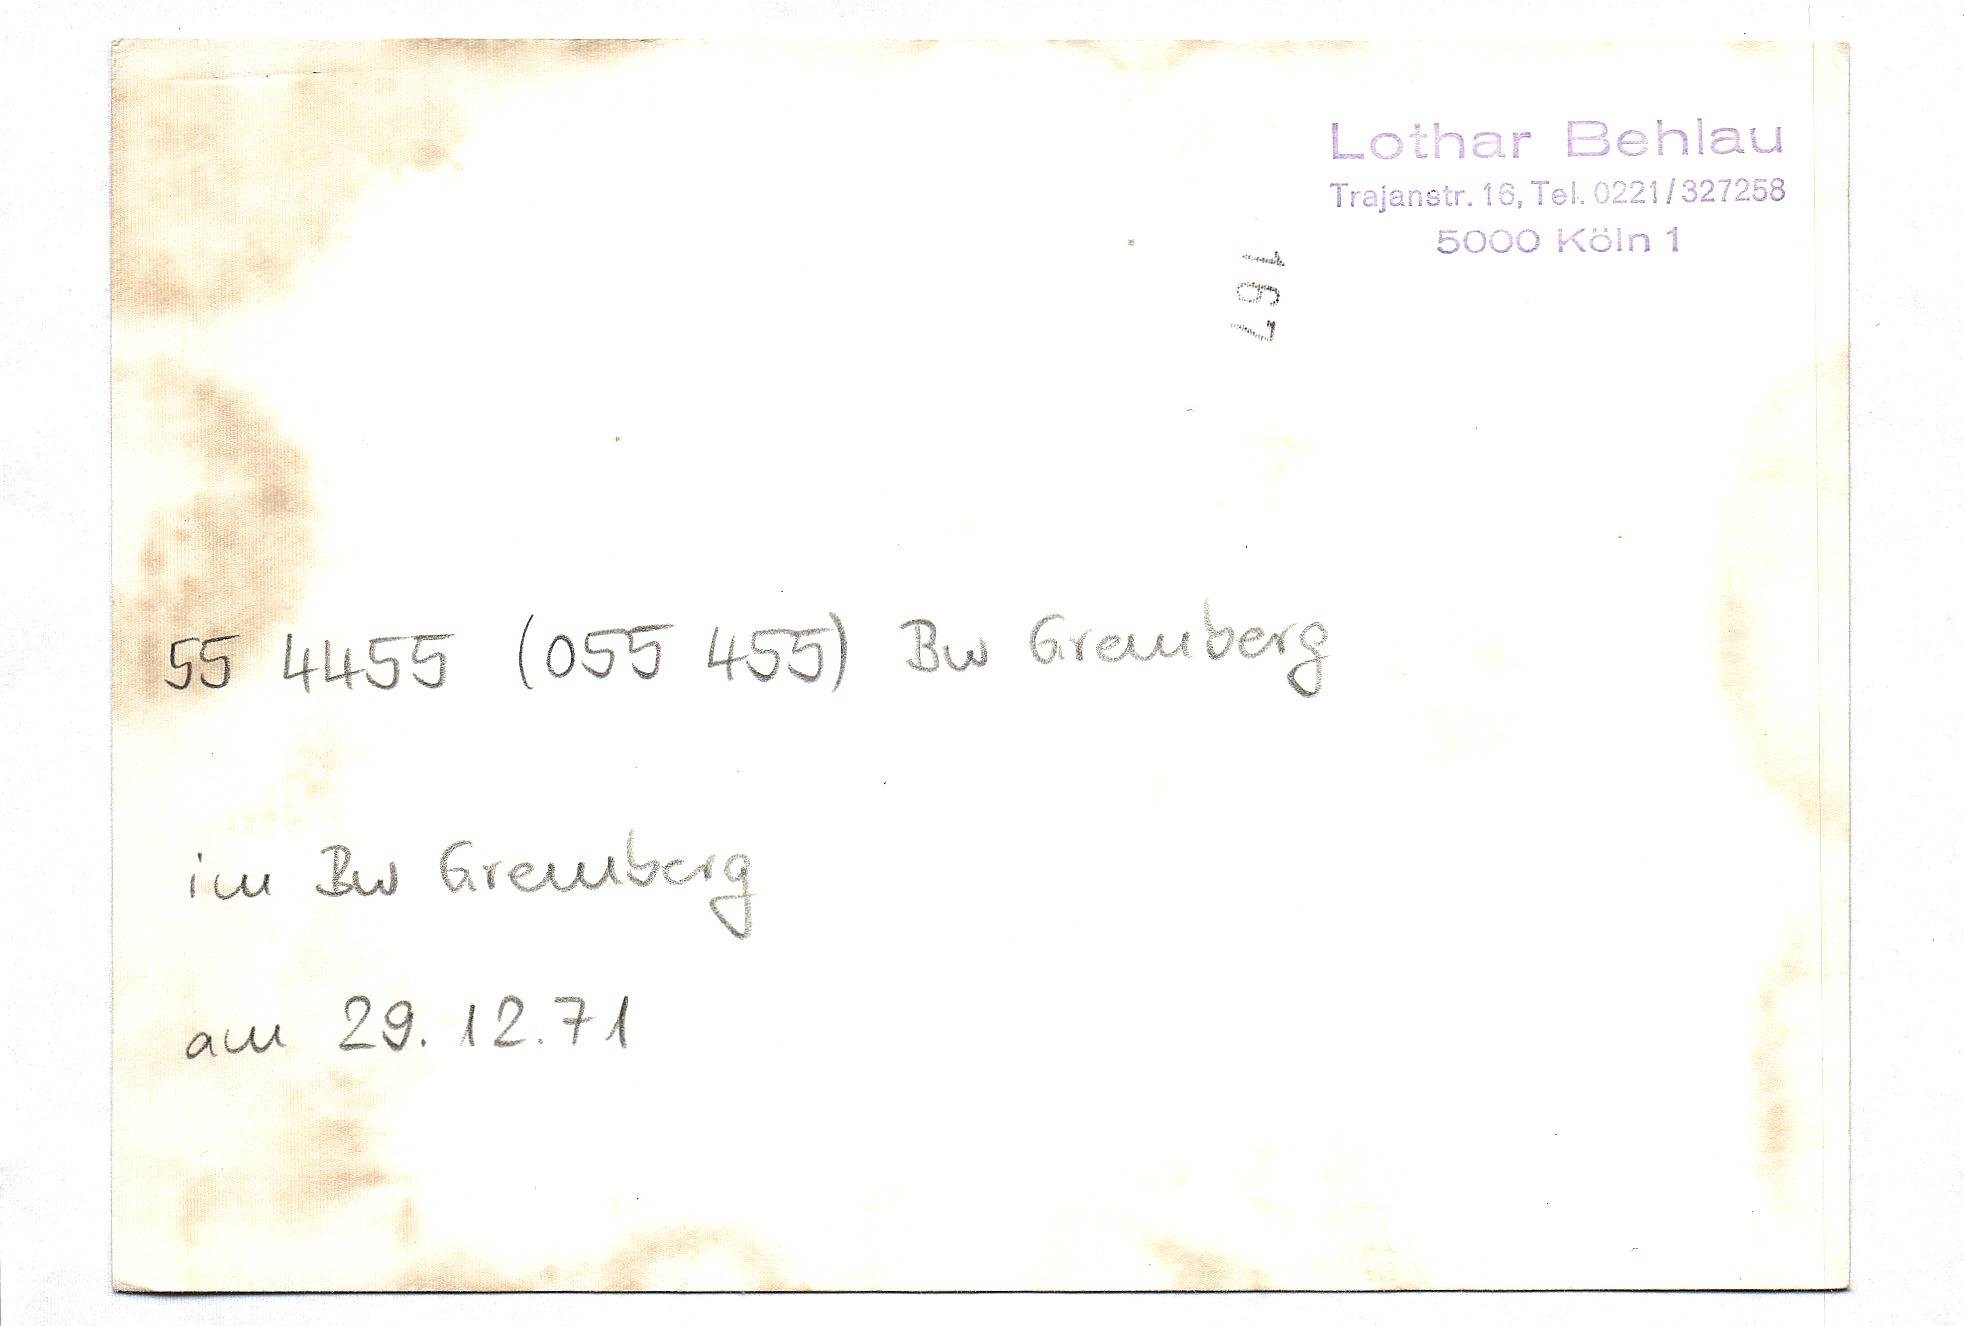 Lothar Behlau
Trajanstr. 16, Tel. 0221/327258
5000 Köln 1
167
55 4455 (055 455) Bw Gremberg
im Bw Gremberg
am 29.12.71